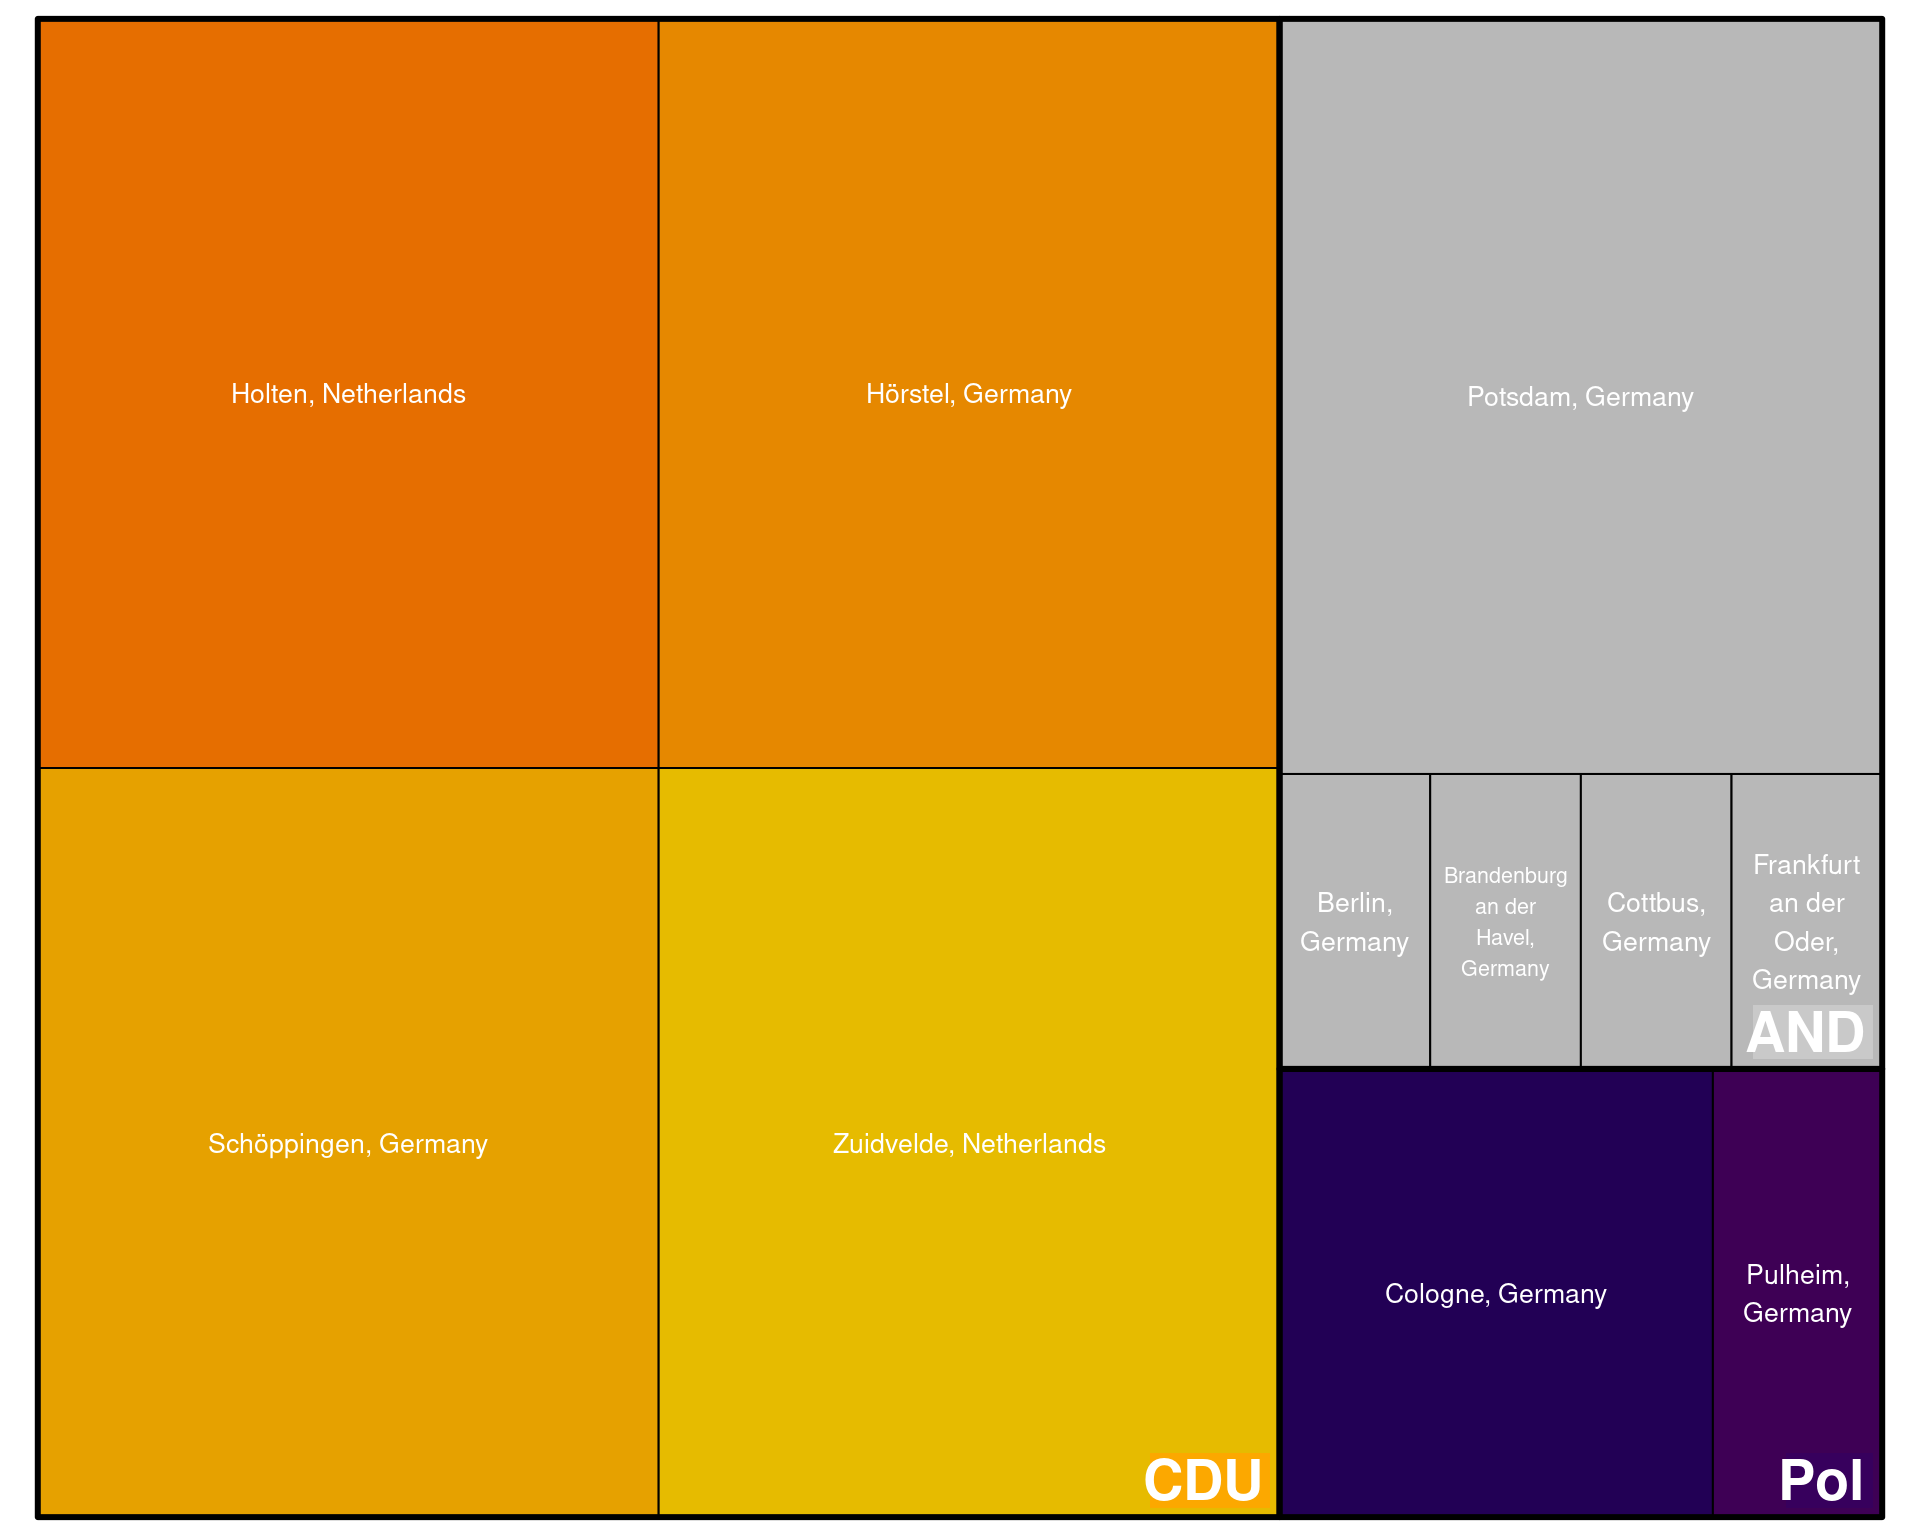 Holten, Netherlands
Hörstel, Germany
Potsdam, Germany
Berlin,
Germany
Brandenburg
an der
Havel,
Germany
Cottbus,
Germany
Frankfurt
an der
Oder,
Germany
AND
Schöppingen, Germany
Zuidvelde, Netherlands
CDU
Cologne, Germany
Pulheim,
Germany
Pol